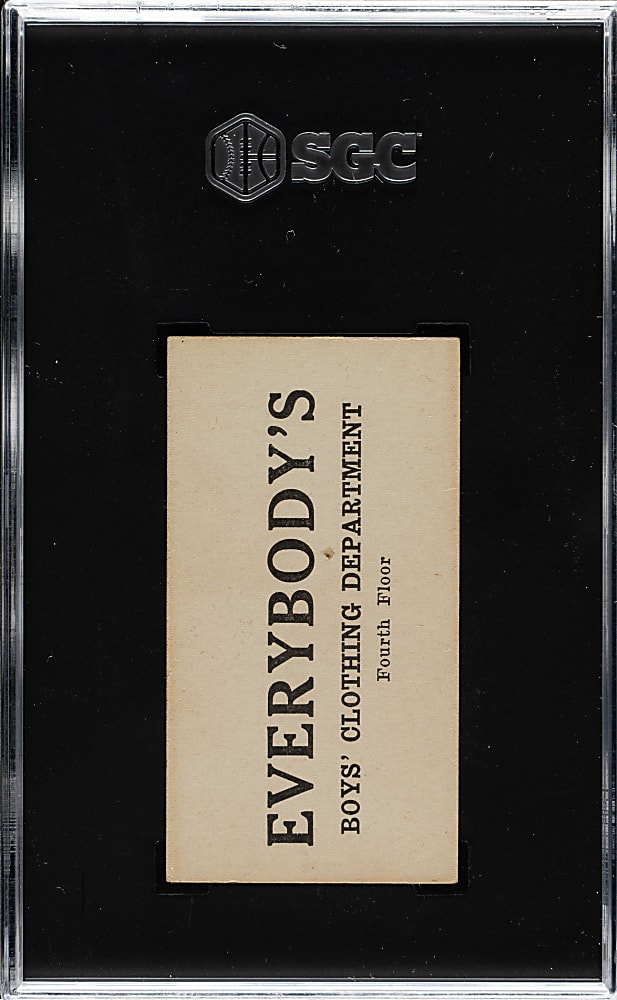 SGC
EVERYBODY'S
BOYS' CLOTHING DEPARTMENT
Fourth Floor